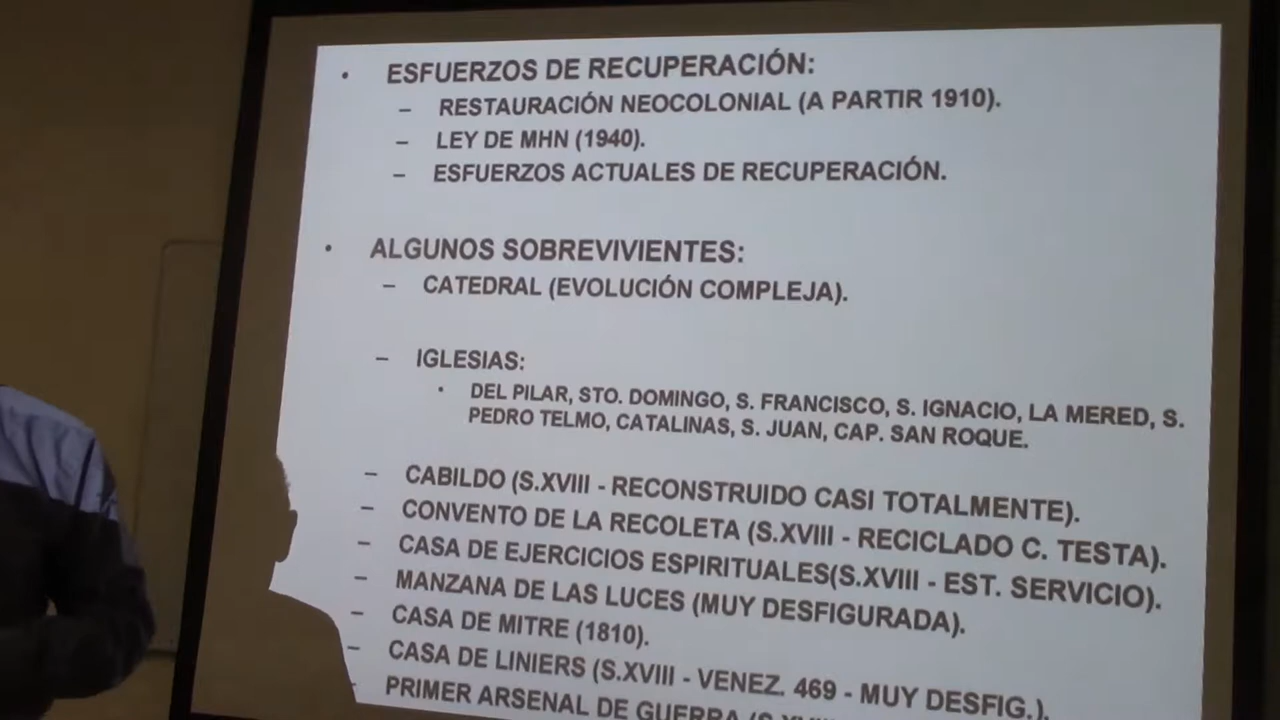 • ESFUERZOS DE RECUPERACIÓN:
– RESTAURACIÓN NEOCOLONIAL (A PARTIR 1910).
– LEY DE MHN (1940).
– ESFUERZOS ACTUALES DE RECUPERACIÓN.
• ALGUNOS SOBREVIVIENTES:
– CATEDRAL (EVOLUCIÓN COMPLEJA).
– IGLESIAS:
• DEL PILAR, STO. DOMINGO, S. FRANCISCO, S. IGNACIO, LA MERED, S.
PEDRO TELMO, CATALINAS, S. JUAN, CAP. SAN ROQUE.
– CABILDO (S.XVIII - RECONSTRUIDO CASI TOTALMENTE).
– CONVENTO DE LA RECOLETA (S.XVIII - RECICLADO C. TESTA).
– CASA DE EJERCICIOS ESPIRITUALES(S.XVIII - EST. SERVICIO).
– MANZANA DE LAS LUCES (MUY DESFIGURADA).
– CASA DE MITRE (1810).
– CASA DE LINIERS (S.XVIII - VENEZ. 469 - MUY DESFIG.).
– PRIMER ARSENAL DE GUERRA